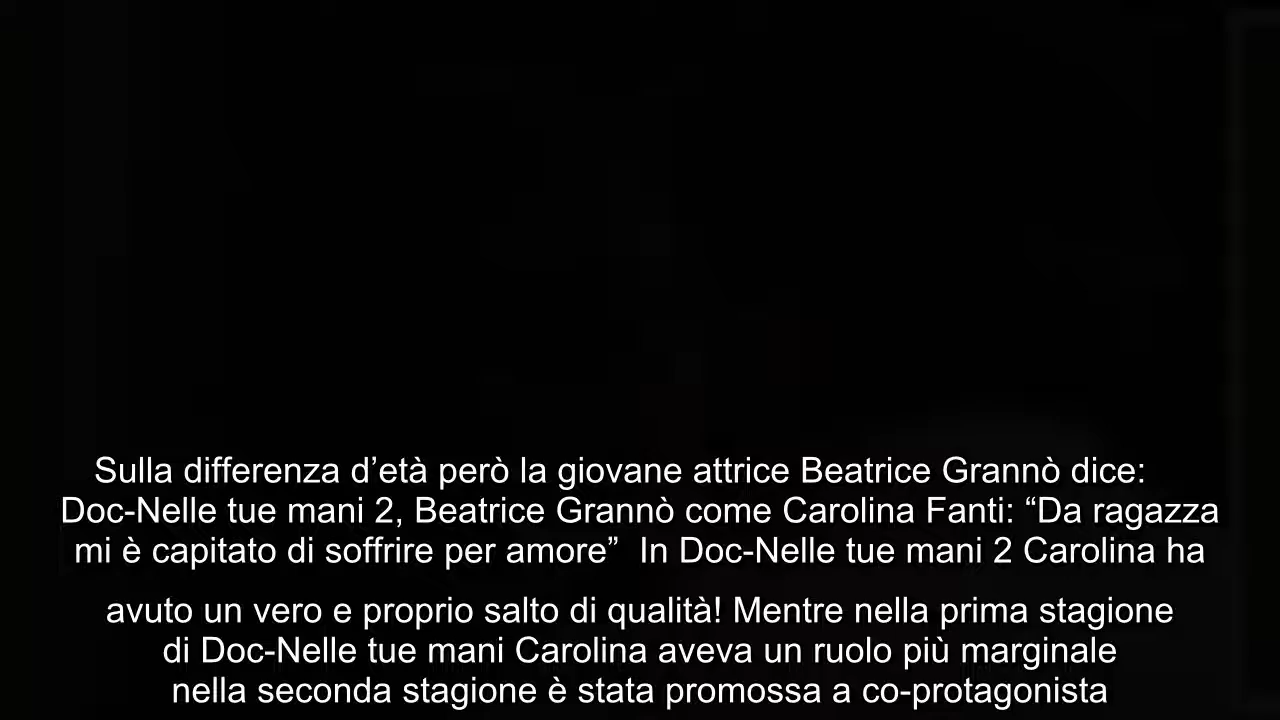 Sulla differenza d’età però la giovane attrice Beatrice Grannò dice:
Doc-Nelle tue mani 2, Beatrice Grannò come Carolina Fanti: “Da ragazza
mi è capitato di soffrire per amore”  In Doc-Nelle tue mani 2 Carolina ha
avuto un vero e proprio salto di qualità! Mentre nella prima stagione
di Doc-Nelle tue mani Carolina aveva un ruolo più marginale
nella seconda stagione è stata promossa a co-protagonista